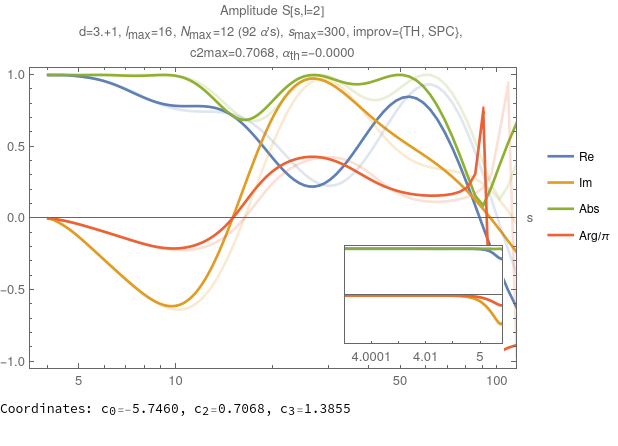 Amplitude S[s,l=2]
d=3.+1, lmax=16, Nmax=12 (92 α's), smax=300, improv={TH, SPC},
c2max=0.7068, αth=-0.0000
1.0
0.5
0.0
-0.5
-1.0
5
10
50
100
s
4.0001
4.01
5
Re
Im
Abs
Arg/π
Coordinates: c0=-5.7460, c2=0.7068, c3=1.3855